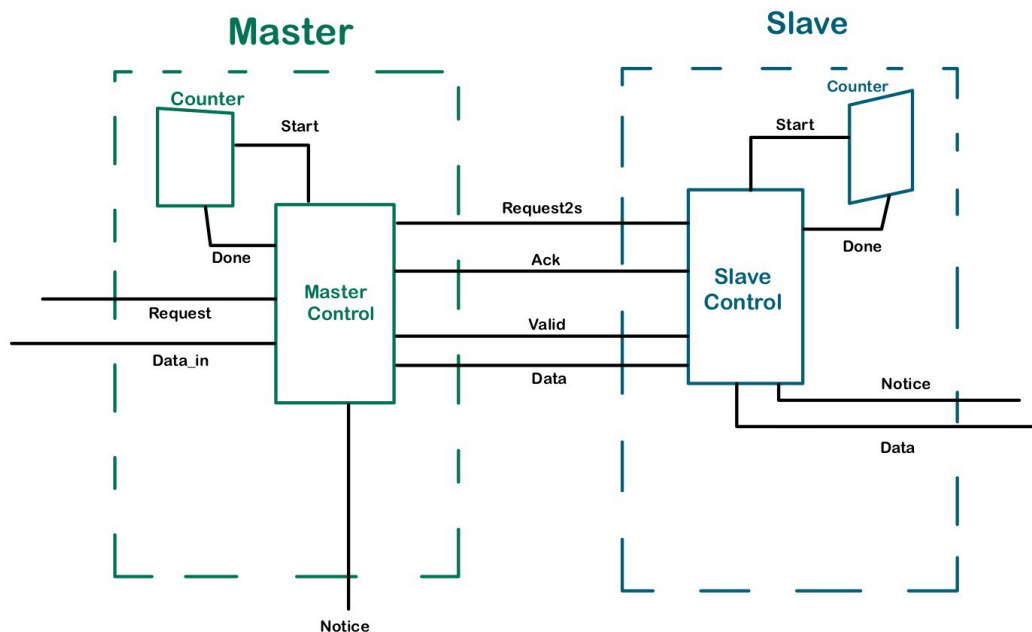 Master
Slave
Counter
Start
Done
Request
Data_in
Master
Control
Notice
Request2s
Ack
Valid
Data
Counter
Start
Done
Slave
Control
Notice
Data